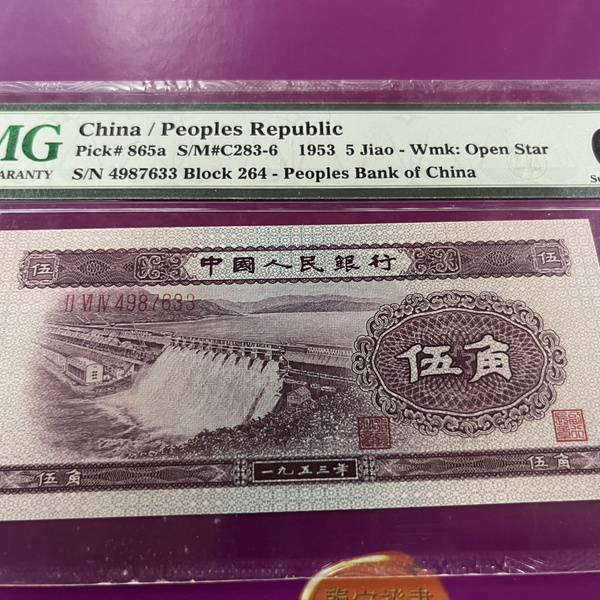 MG
ARANTY
China / Peoples Republic
Pick# 865a S/M#C283-6 1953 5 Jiao - Wmk: Open Star
S/N 4987633 Block 264 - Peoples Bank of China
伍
中國人民銀行
伍
II VI IV 4987633
伍角
伍角
一九五三年
伍角